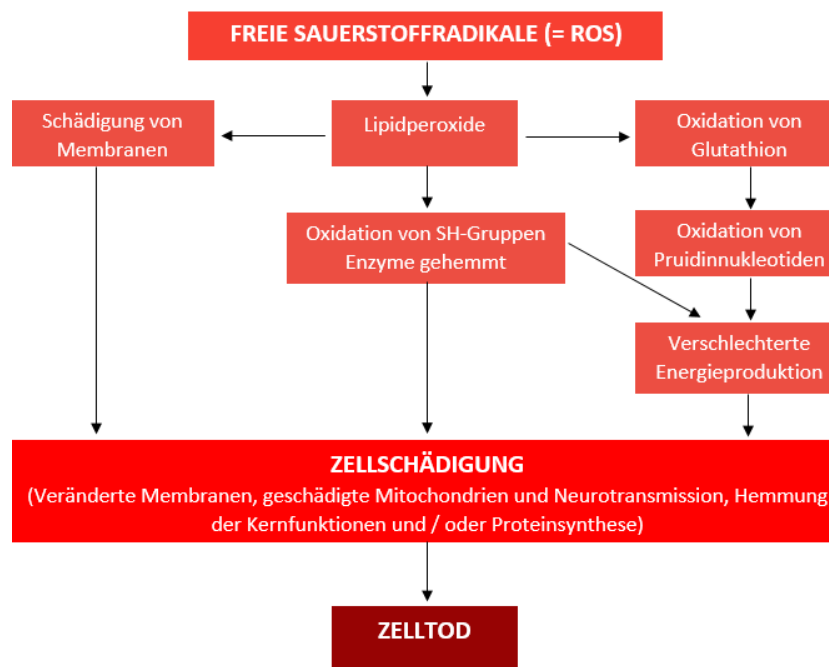 FREIE SAUERSTOFFRADIKALE (= ROS)
Schädigung von
Membranen
Lipidperoxide
Oxidation von
Glutathion
Oxidation von SH-Gruppen
Enzyme gehemmt
Oxidation von
Pruidinnukleotiden
Verschlechterte
Energieproduktion
ZELLSCHÄDIGUNG
(Veränderte Membranen, geschädigte Mitochondrien und Neurotransmission, Hemmung
der Kernfunktionen und / oder Proteinsynthese)
ZELLTOD